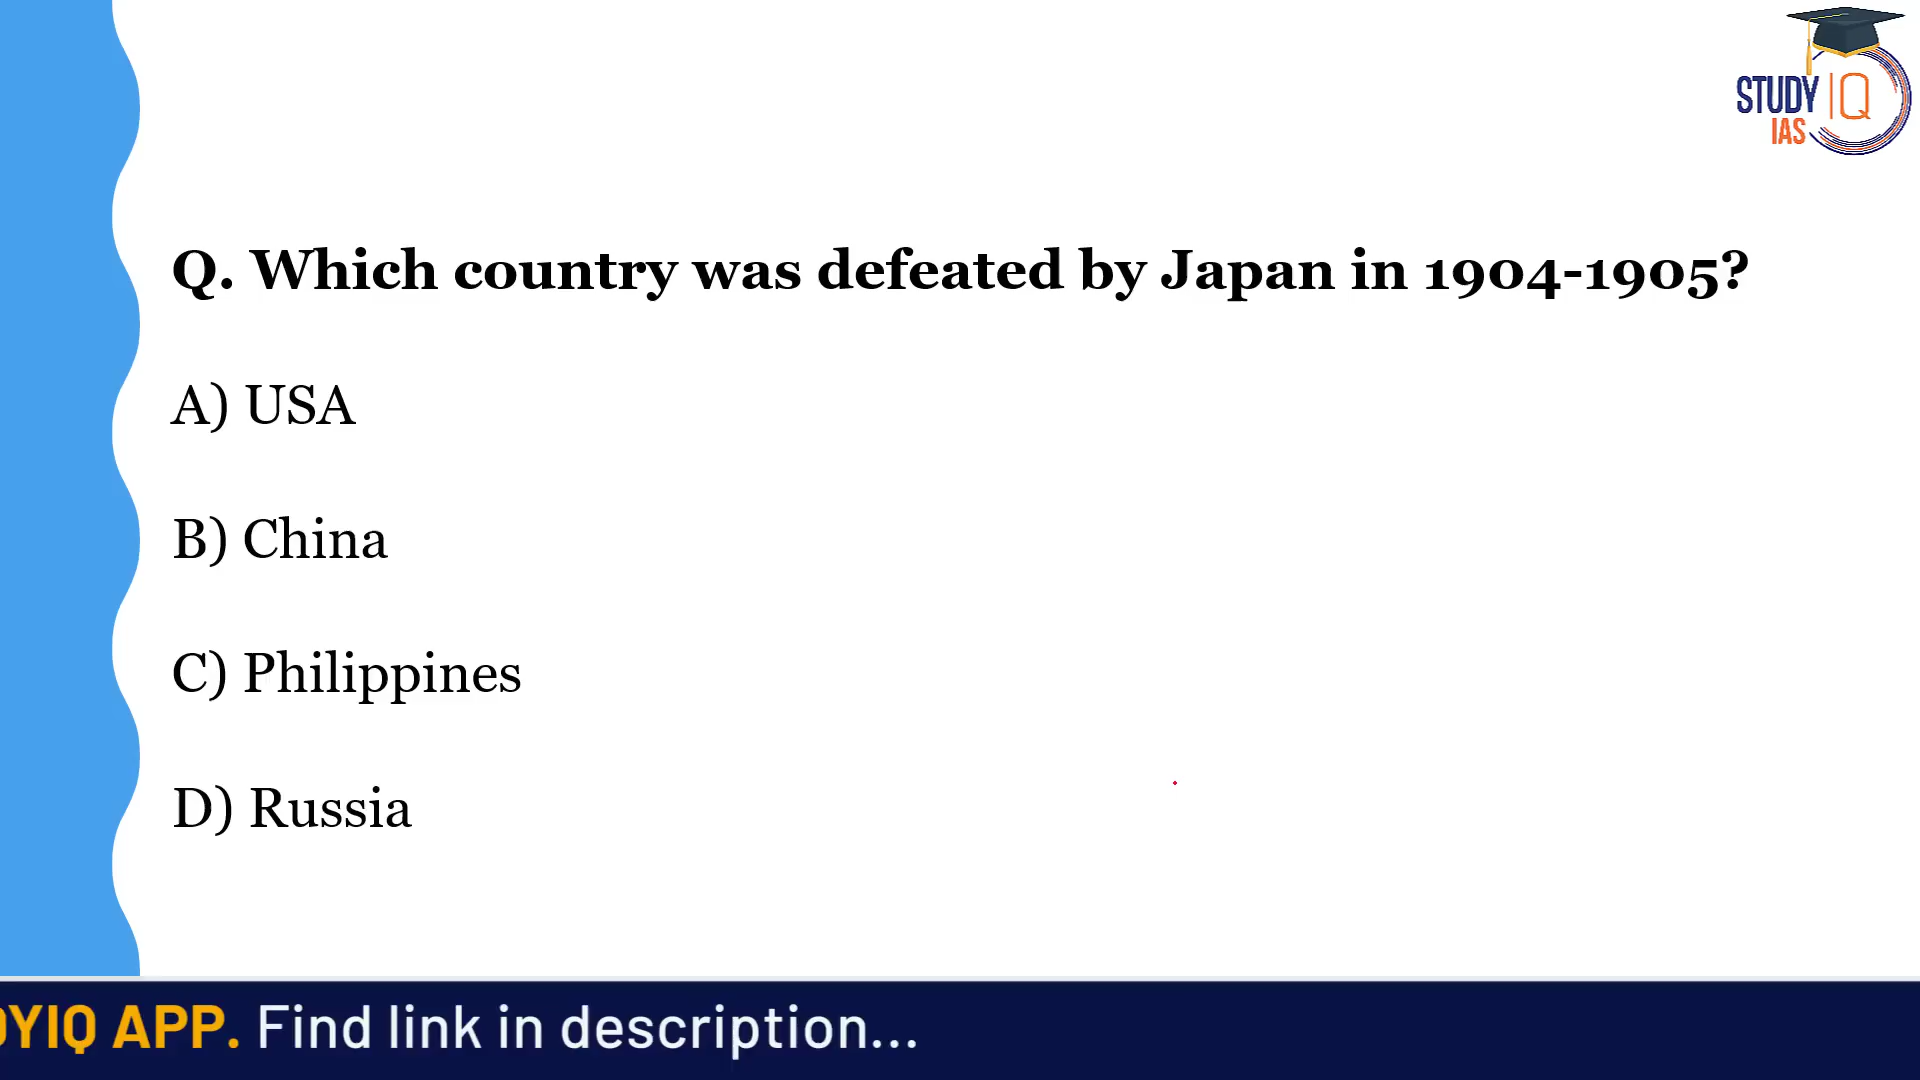 STUDY IQ
IAS
Q. Which country was defeated by Japan in 1904-1905?
A) USA
B) China
C) Philippines
D) Russia
YIQ APP. Find link in description...